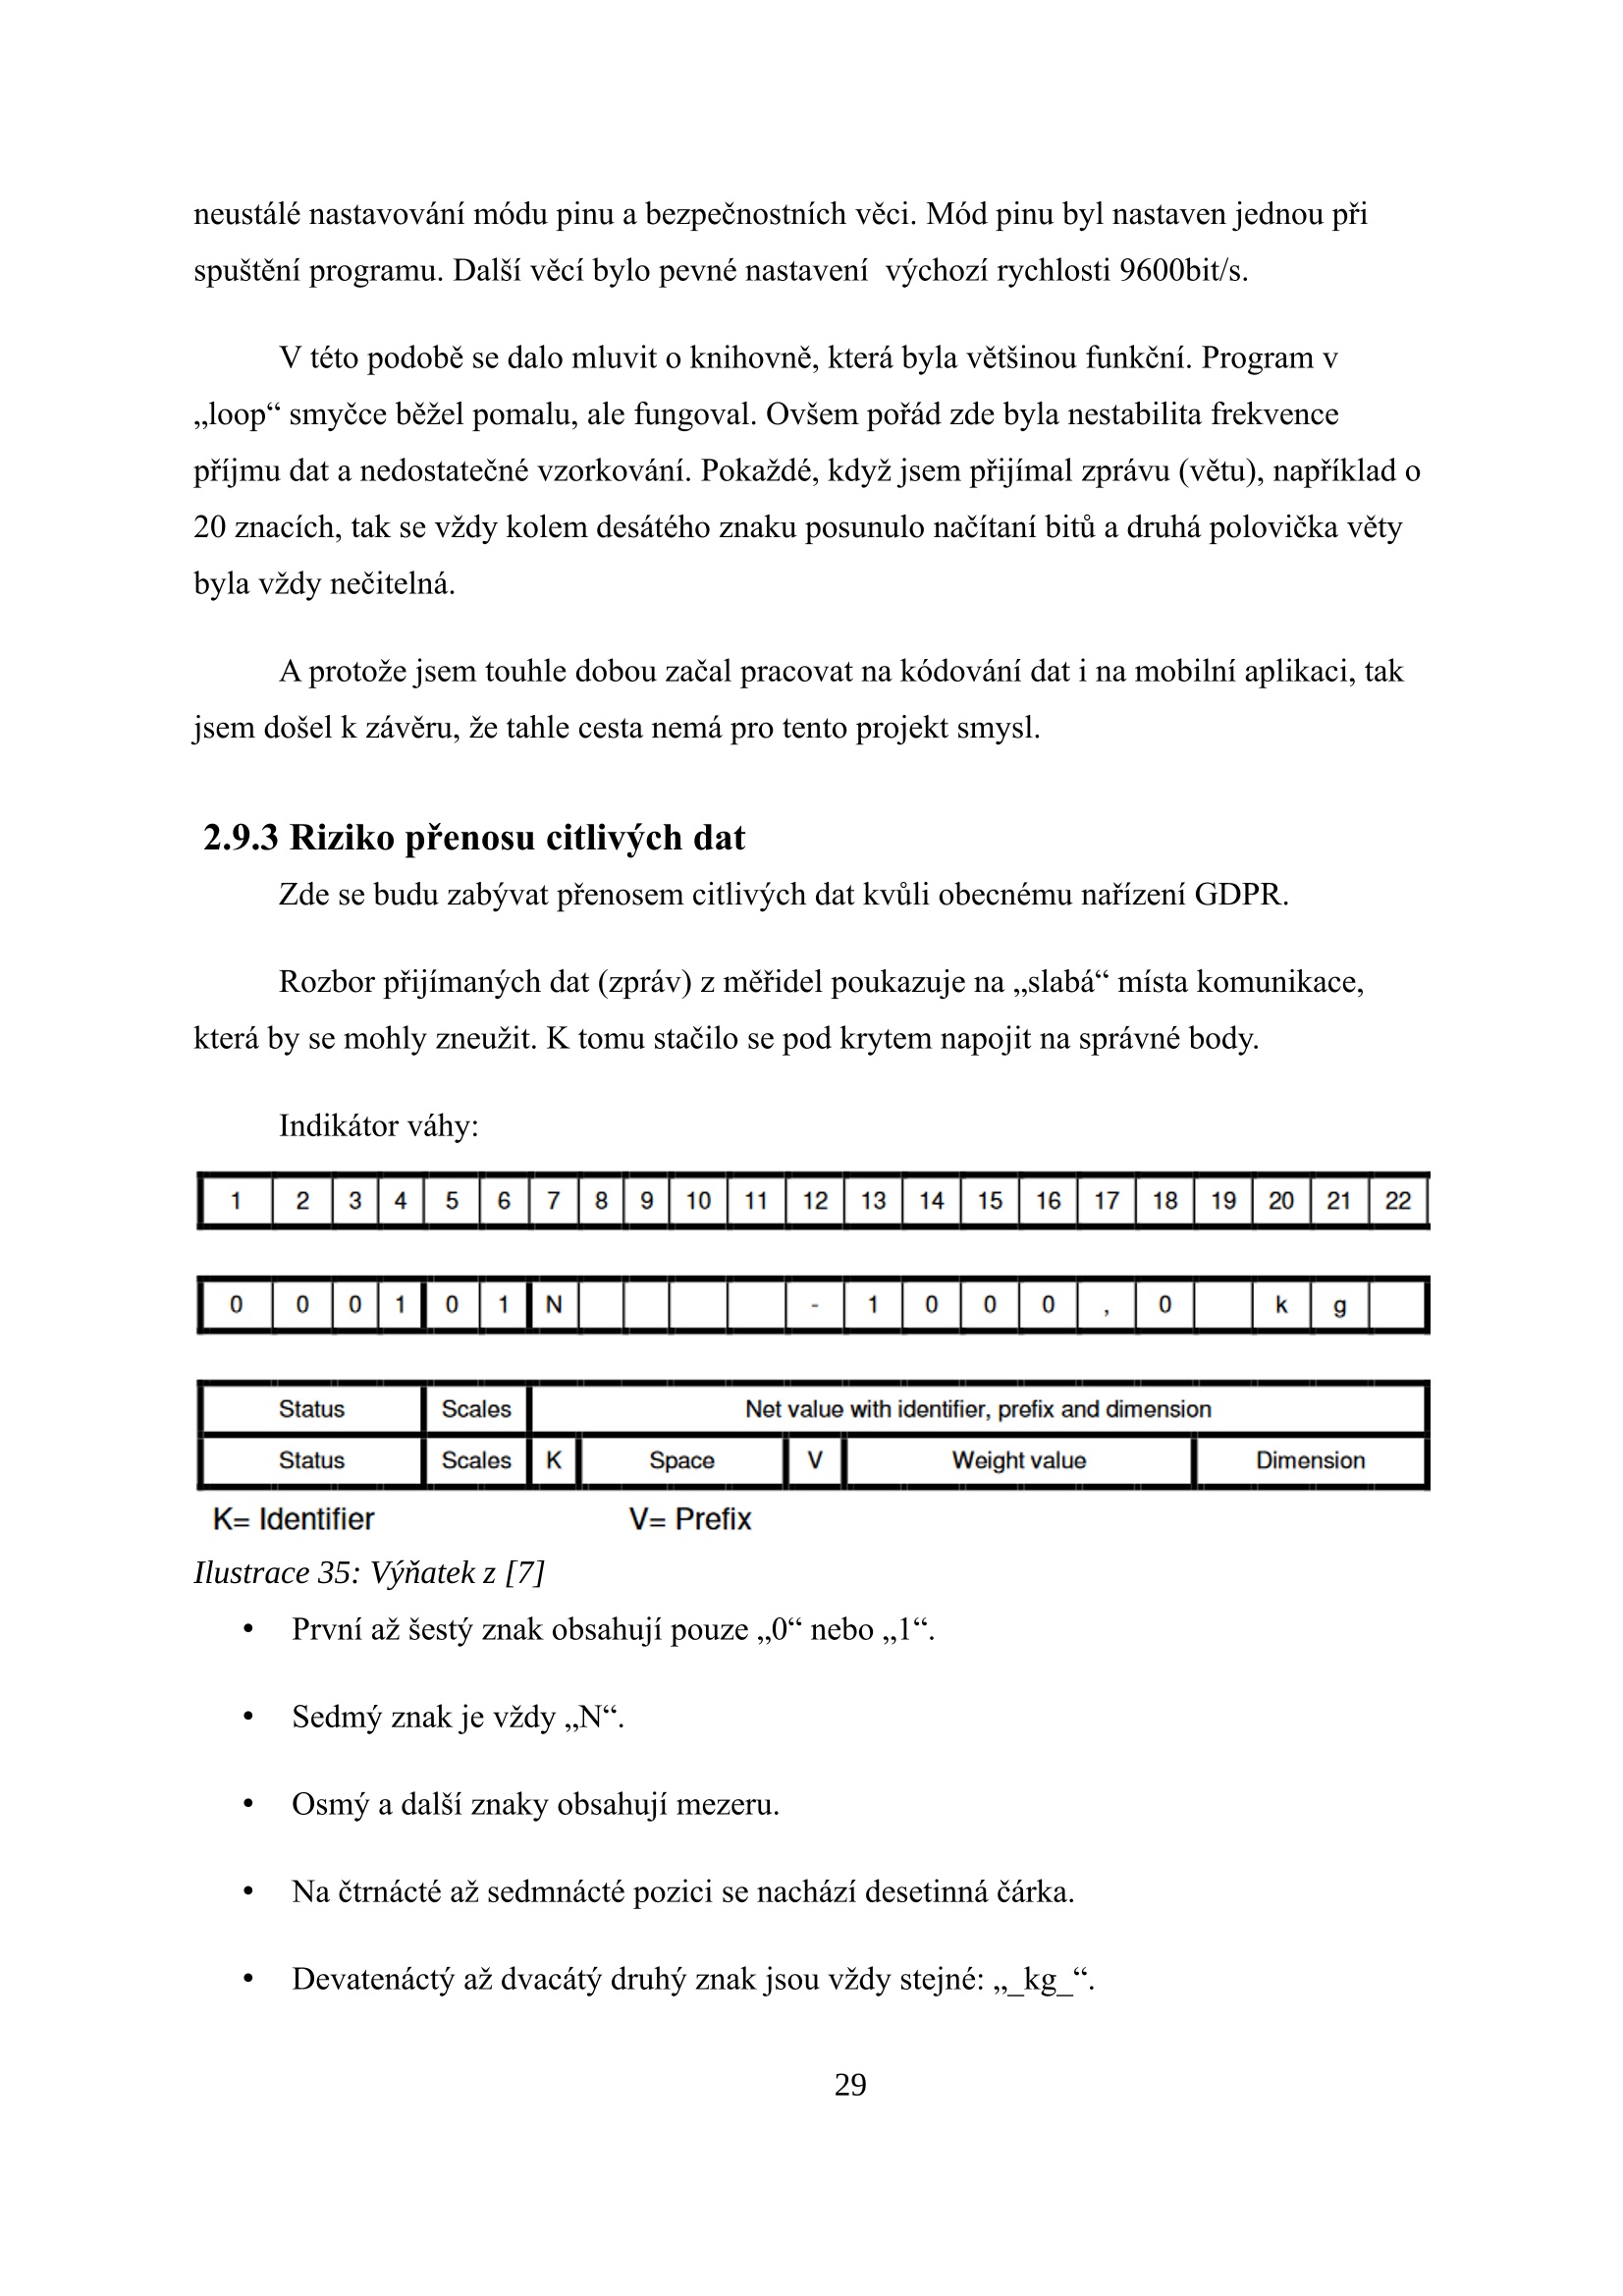 neustálé nastavování módu pinu a bezpečnostních věci. Mód pinu byl nastaven jednou při
spuštění programu. Další věcí bylo pevné nastavení  výchozí rychlosti 9600bit/s.
V této podobě se dalo mluvit o knihovně, která byla většinou funkční. Program v
„loop“ smyčce běžel pomalu, ale fungoval. Ovšem pořád zde byla nestabilita frekvence
příjmu dat a nedostatečné vzorkování. Pokaždé, když jsem přijímal zprávu (větu), například o
20 znacích, tak se vždy kolem desátého znaku posunulo načítaní bitů a druhá polovička věty
byla vždy nečitelná.
A protože jsem touhle dobou začal pracovat na kódování dat i na mobilní aplikaci, tak
jsem došel k závěru, že tahle cesta nemá pro tento projekt smysl.
2.9.3 Riziko přenosu citlivých dat
Zde se budu zabývat přenosem citlivých dat kvůli obecnému nařízení GDPR.
Rozbor přijímaných dat (zpráv) z měřidel poukazuje na „slabá“ místa komunikace,
která by se mohly zneužit. K tomu stačilo se pod krytem napojit na správné body.
Indikátor váhy:
1 2 3 4 5 6 7 8 9 10 11 12 13 14 15 16 17 18 19 20 21 22
0 0 0 1 0 1 N - 1 0 0 0 , 0 k g
Status Scales Net value with identifier, prefix and dimension
Status Scales K Space V Weight value Dimension
K= Identifier V= Prefix
Ilustrace 35: Výňatek z [7]
• První až šestý znak obsahují pouze „0“ nebo „1“.
• Sedmý znak je vždy „N“.
• Osmý a další znaky obsahují mezeru.
• Na čtrnácté až sedmnácté pozici se nachází desetinná čárka.
• Devatenáctý až dvacátý druhý znak jsou vždy stejné: „_kg_“.
29